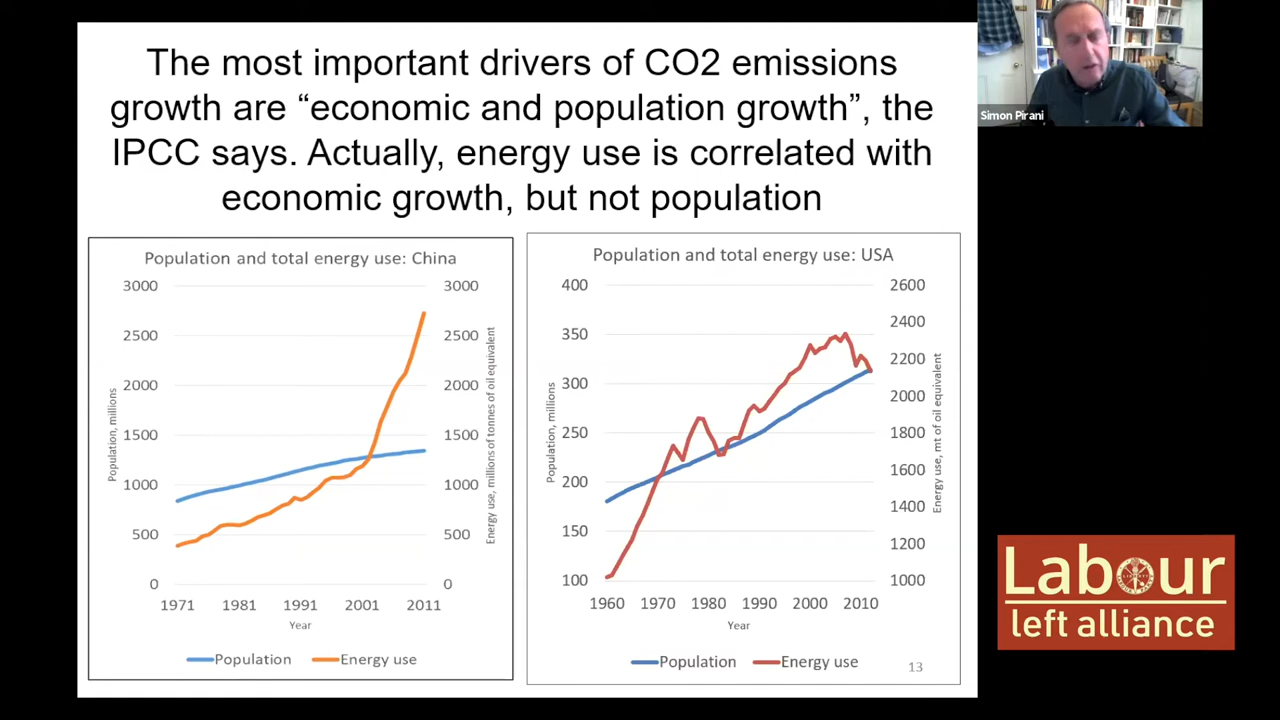 The most important drivers of CO2 emissions
growth are “economic and population growth”, the
IPCC says. Actually, energy use is correlated with
economic growth, but not population
Population and total energy use: China
3000
2500
2000
1500
1000
500
0
Population, millions
3000
2500
2000
1500
1000
500
0
Energy use, millions of tonnes of oil equivalent
1971 1981 1991 2001 2011
Year
Population Energy use
Population and total energy use: USA
400
350
300
250
200
150
100
Population, millions
2600
2400
2200
2000
1800
1600
1400
1200
1000
Energy use, mt of oil equivalent
1960 1970 1980 1990 2000 2010
Year
Population Energy use
13
Simon Pirani
Labour
left alliance